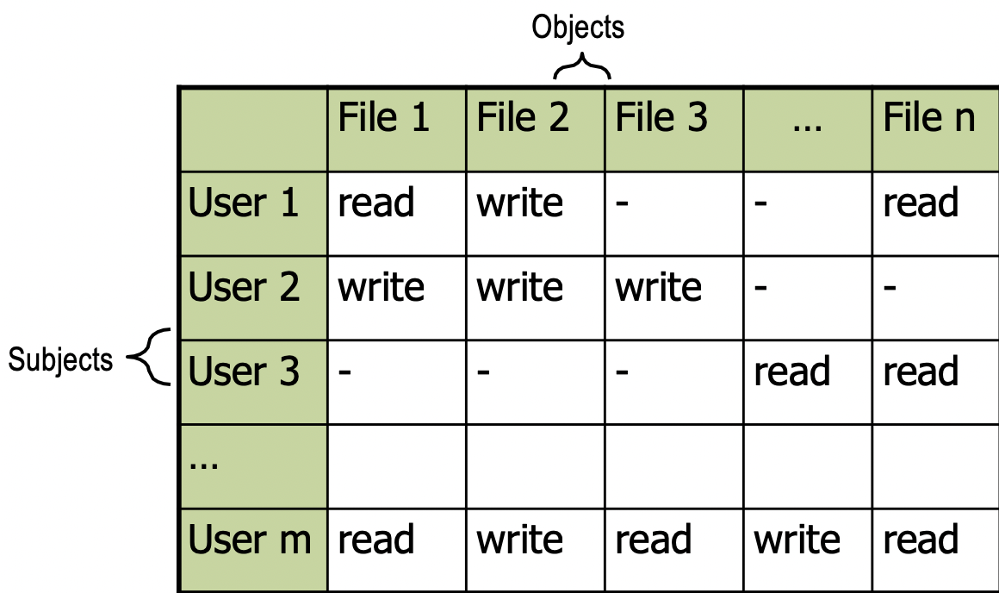 Objects
File 1 File 2 File 3 ... File n
User 1 read write - - read
User 2 write write write - -
Subjects
User 3 - - - read read
...
User m read write read write read